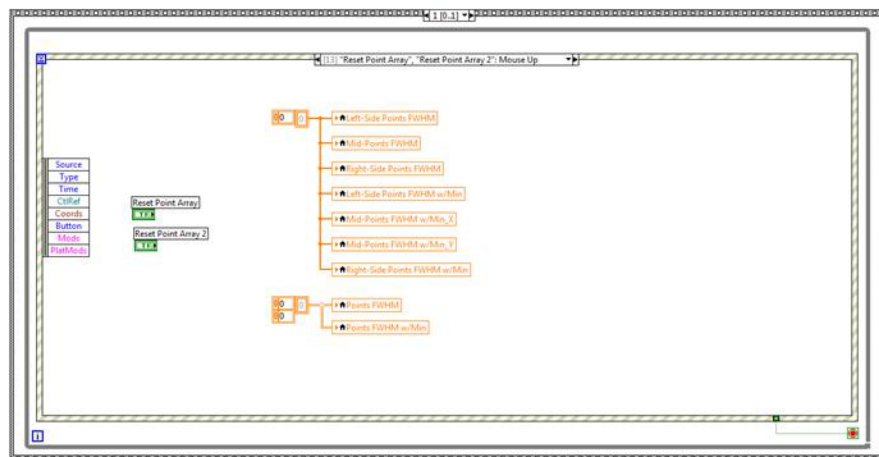 1 [0..1]
[13] "Reset Point Array", "Reset Point Array 2": Mouse Up
0
0
Left-Side Points FWHM
Mid-Points FWHM
Right-Side Points FWHM
Left-Side Points FWHM w/Min
Mid-Points FWHM w/Min_X
Mid-Points FWHM w/Min_Y
Right-Side Points FWHM w/Min
Source
Type
Time
CtlRef
Coords
Button
Mods
PlatMods
Reset Point Array
TF
Reset Point Array 2
TF
0
0
0
Points FWHM
Points FWHM w/Min
i